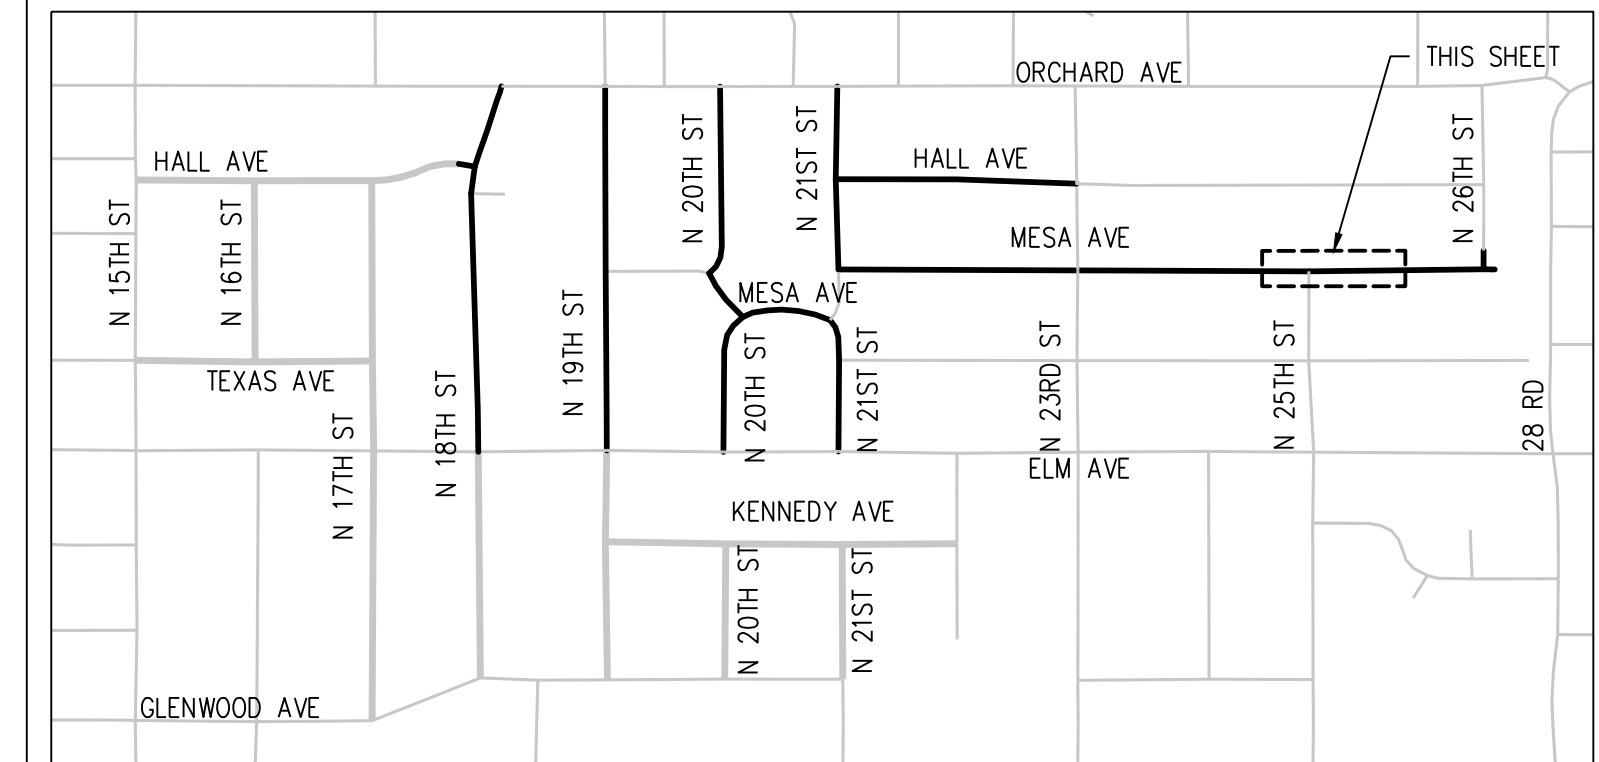 THIS SHEET
ORCHARD AVE
N 20TH ST
N 21ST ST
N 26TH ST
HALL AVE
HALL AVE
N 15TH ST
N 16TH ST
MESA AVE
MESA AVE
N 19TH ST
N 20TH ST
N 21ST ST
N 23RD ST
N 25TH ST
TEXAS AVE
N 18TH ST
28 RD
N 17TH ST
ELM AVE
KENNEDY AVE
N 20TH ST
N 21ST ST
GLENWOOD AVE